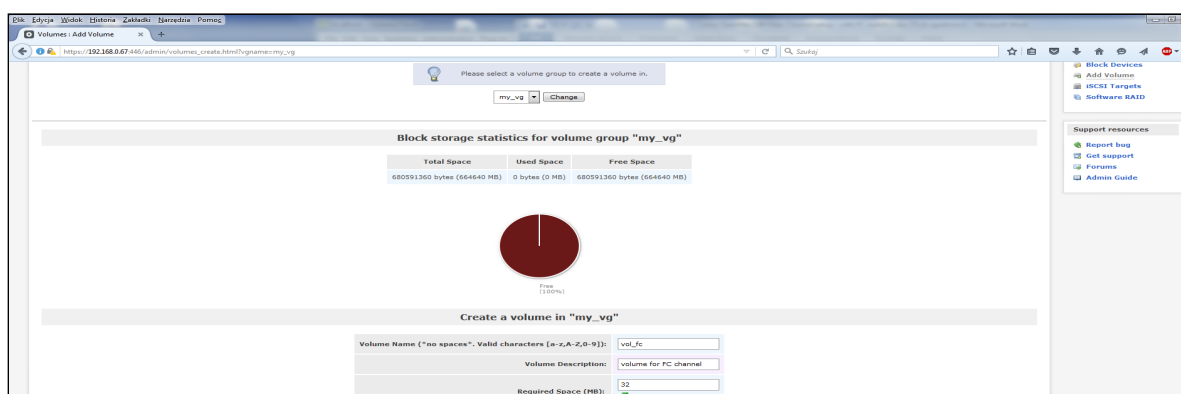 Plik Edycja Widok Historia Zakładki Narzędzia Pomoc
Volumes : Add Volume × +
https://192.168.0.67:446/admin/volumes_create.html?vgname=my_vg
Szukaj
ABP
Please select a volume group to create a volume in.
my_vg Change
Block Devices
Add Volume
iSCSI Targets
Software RAID
Support resources
Report bug
Get support
Forums
Admin Guide
Block storage statistics for volume group "my_vg"
Total Space Used Space Free Space
680591360 bytes (664640 MB) 0 bytes (0 MB) 680591360 bytes (664640 MB)
Free
(100%)
Create a volume in "my_vg"
Volume Name (*no spaces*. Valid characters [a-z,A-Z,0-9]): vol_fc
Volume Description: volume for FC channel
Required Space (MB): 32